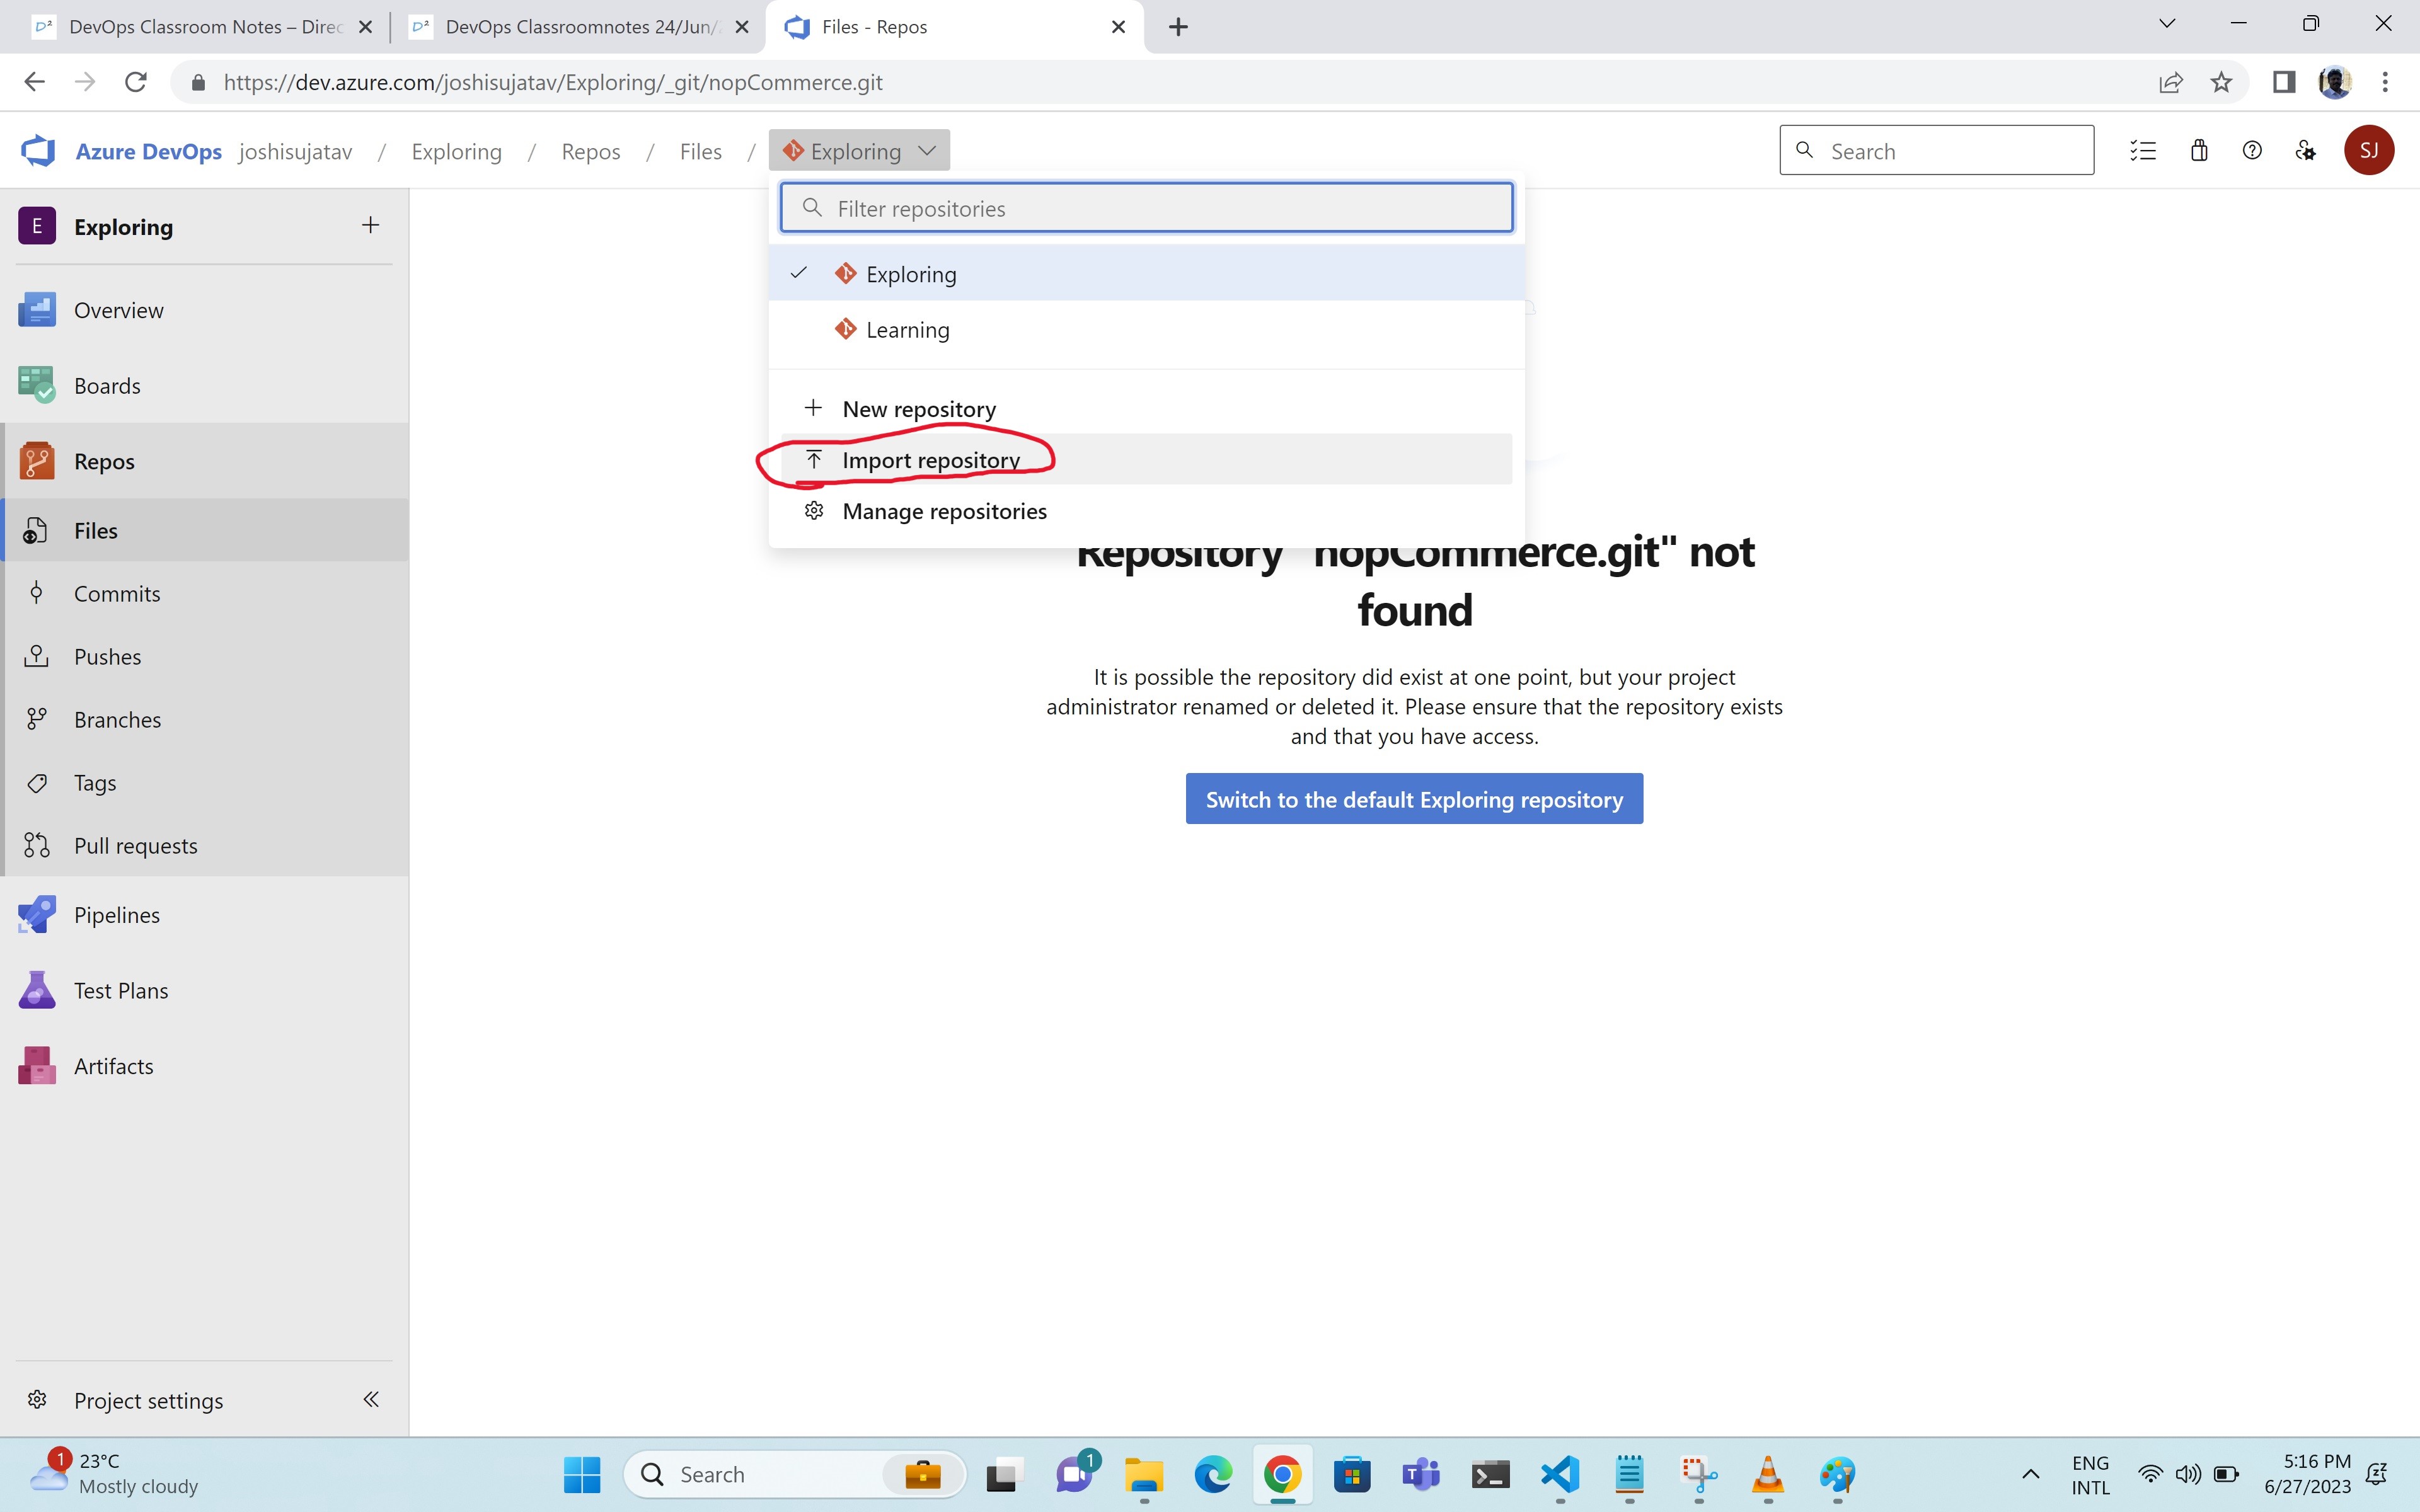 DevOps Classroom Notes – Direc
DevOps Classroomnotes 24/Jun/
Files - Repos
https://dev.azure.com/joshisujatav/Exploring/_git/nopCommerce.git
Azure DevOps joshisujatav / Exploring / Repos / Files / Exploring
Search
SJ
E Exploring
Filter repositories
Exploring
Learning
New repository
Import repository
Manage repositories
Overview
Boards
Repos
Files
Commits
Pushes
Branches
Tags
Pull requests
Pipelines
Test Plans
Artifacts
Repository "nopCommerce.git" not
found
It is possible the repository did exist at one point, but your project
administrator renamed or deleted it. Please ensure that the repository exists
and that you have access.
Switch to the default Exploring repository
Project settings
1
23°C
Mostly cloudy
Search
1
ENG
INTL
5:16 PM
6/27/2023